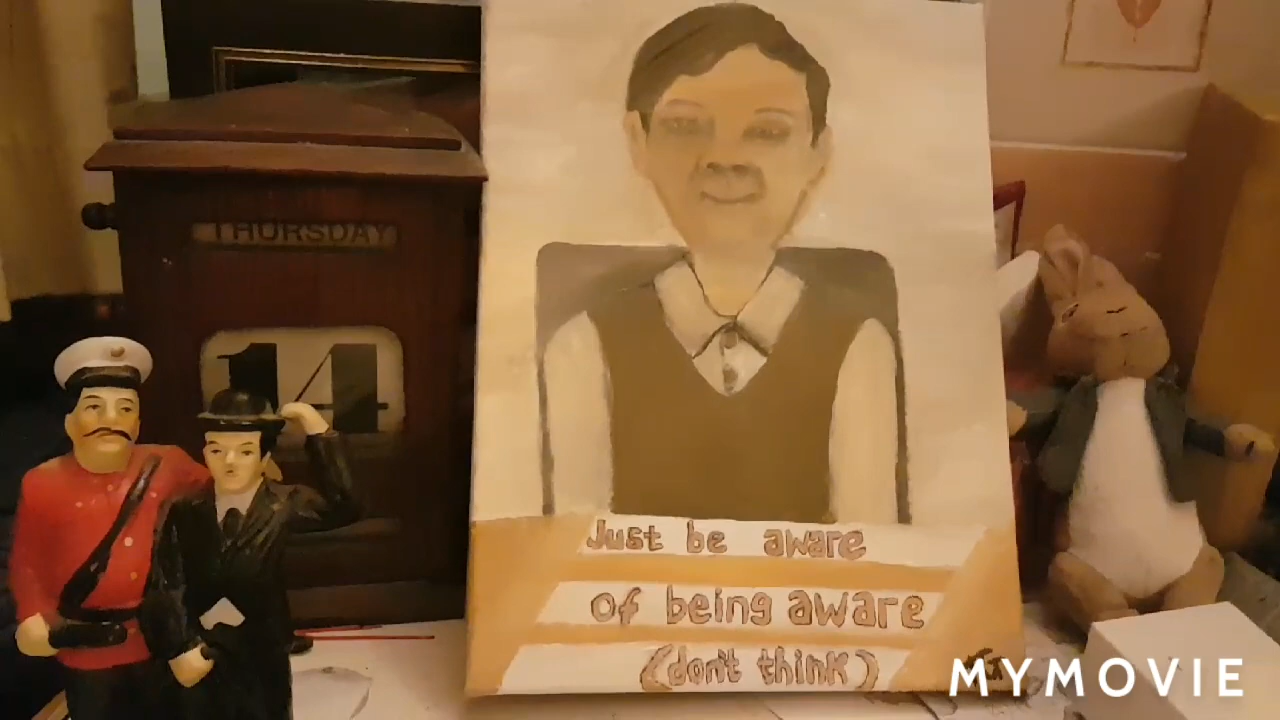 THURSDAY
14
Just be aware
of being aware
(don't think)
MYMOVIE